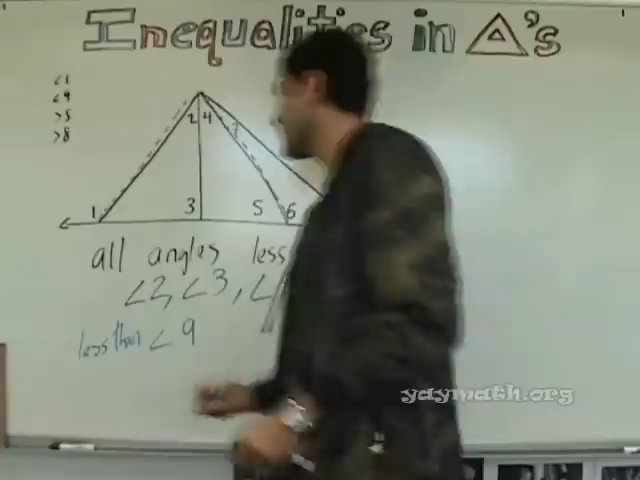 Inequalities in Δ's
<1
<9
>5
>8
2 4 7
1 3 5 6
all angles less
<2, <3, <
less than < 9
yaymath.org